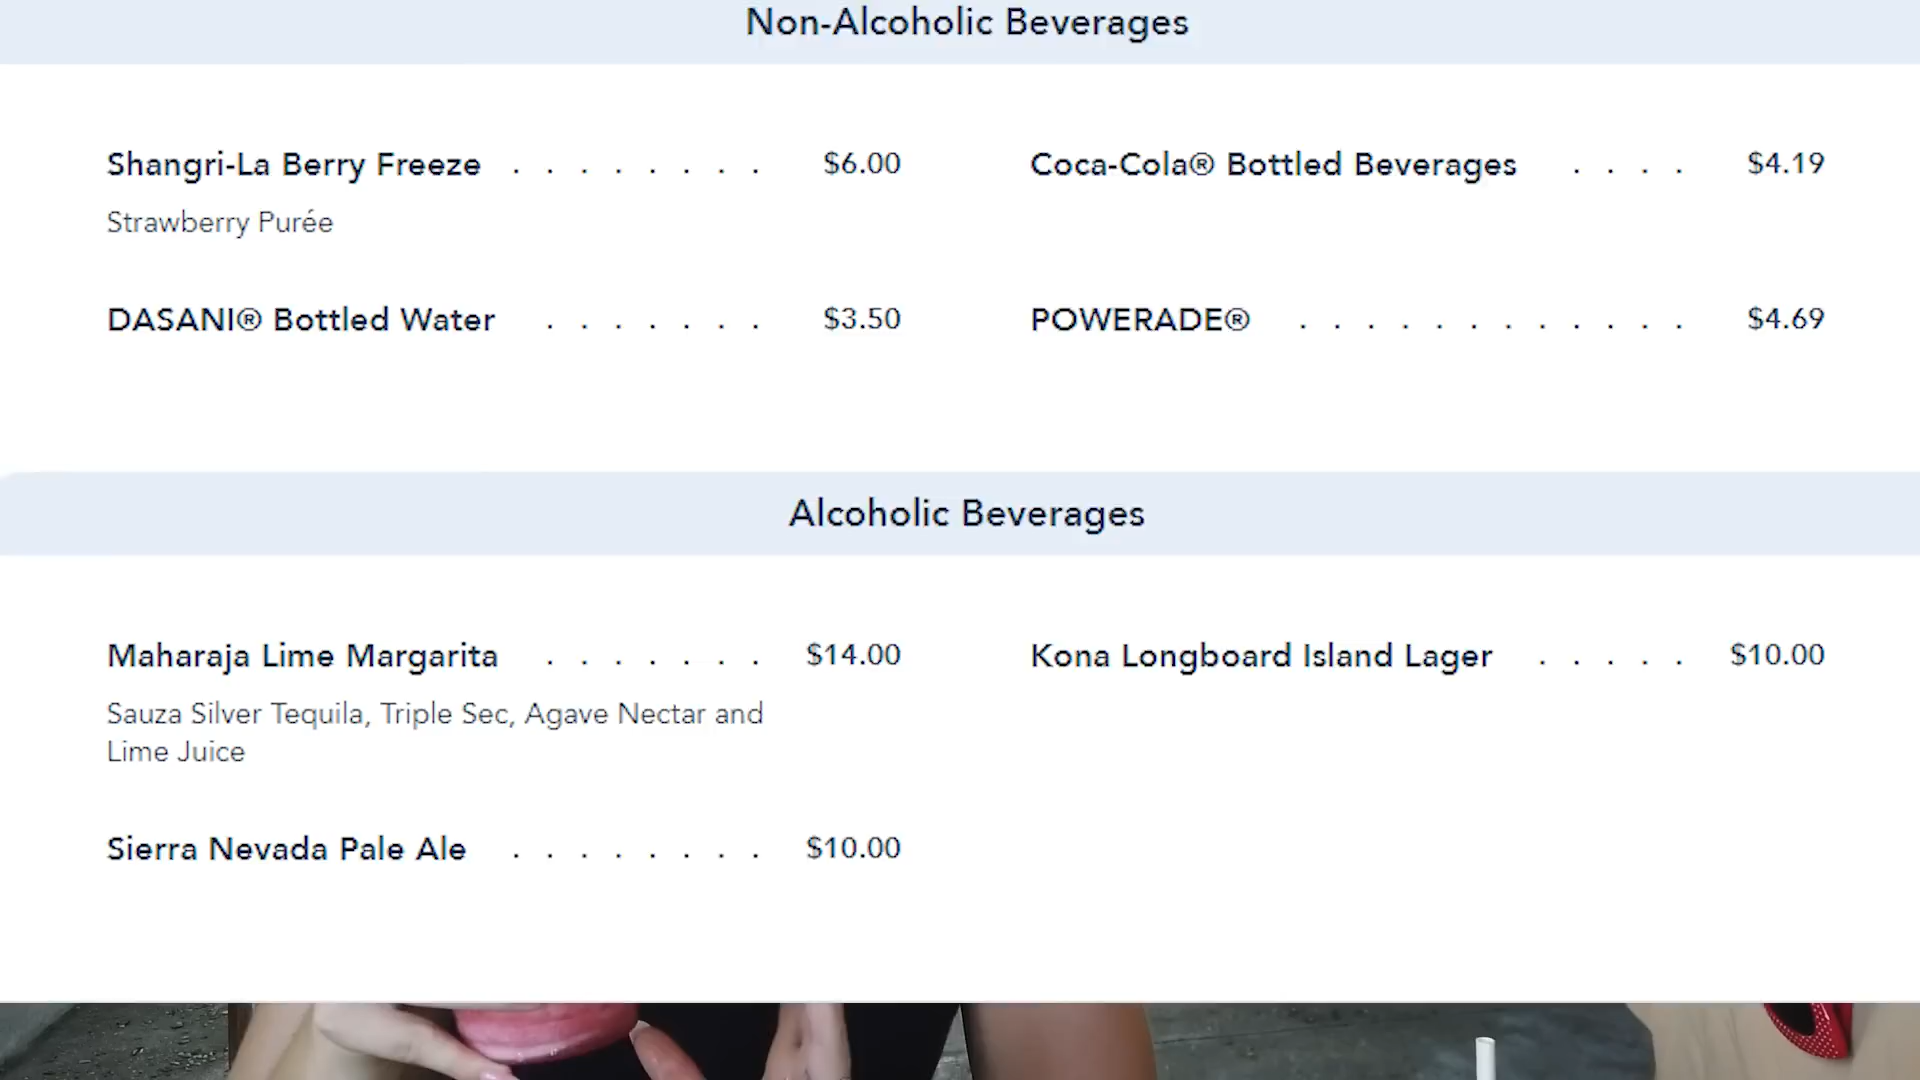 Non-Alcoholic Beverages
Shangri-La Berry Freeze . . . . . . . . $6.00
Strawberry Purée
Coca-Cola® Bottled Beverages . . . . $4.19
DASANI® Bottled Water . . . . . . . $3.50
POWERADE® . . . . . . . . . . . . $4.69
Alcoholic Beverages
Maharaja Lime Margarita . . . . . . . $14.00
Sauza Silver Tequila, Triple Sec, Agave Nectar and
Lime Juice
Kona Longboard Island Lager . . . . . $10.00
Sierra Nevada Pale Ale . . . . . . . . $10.00